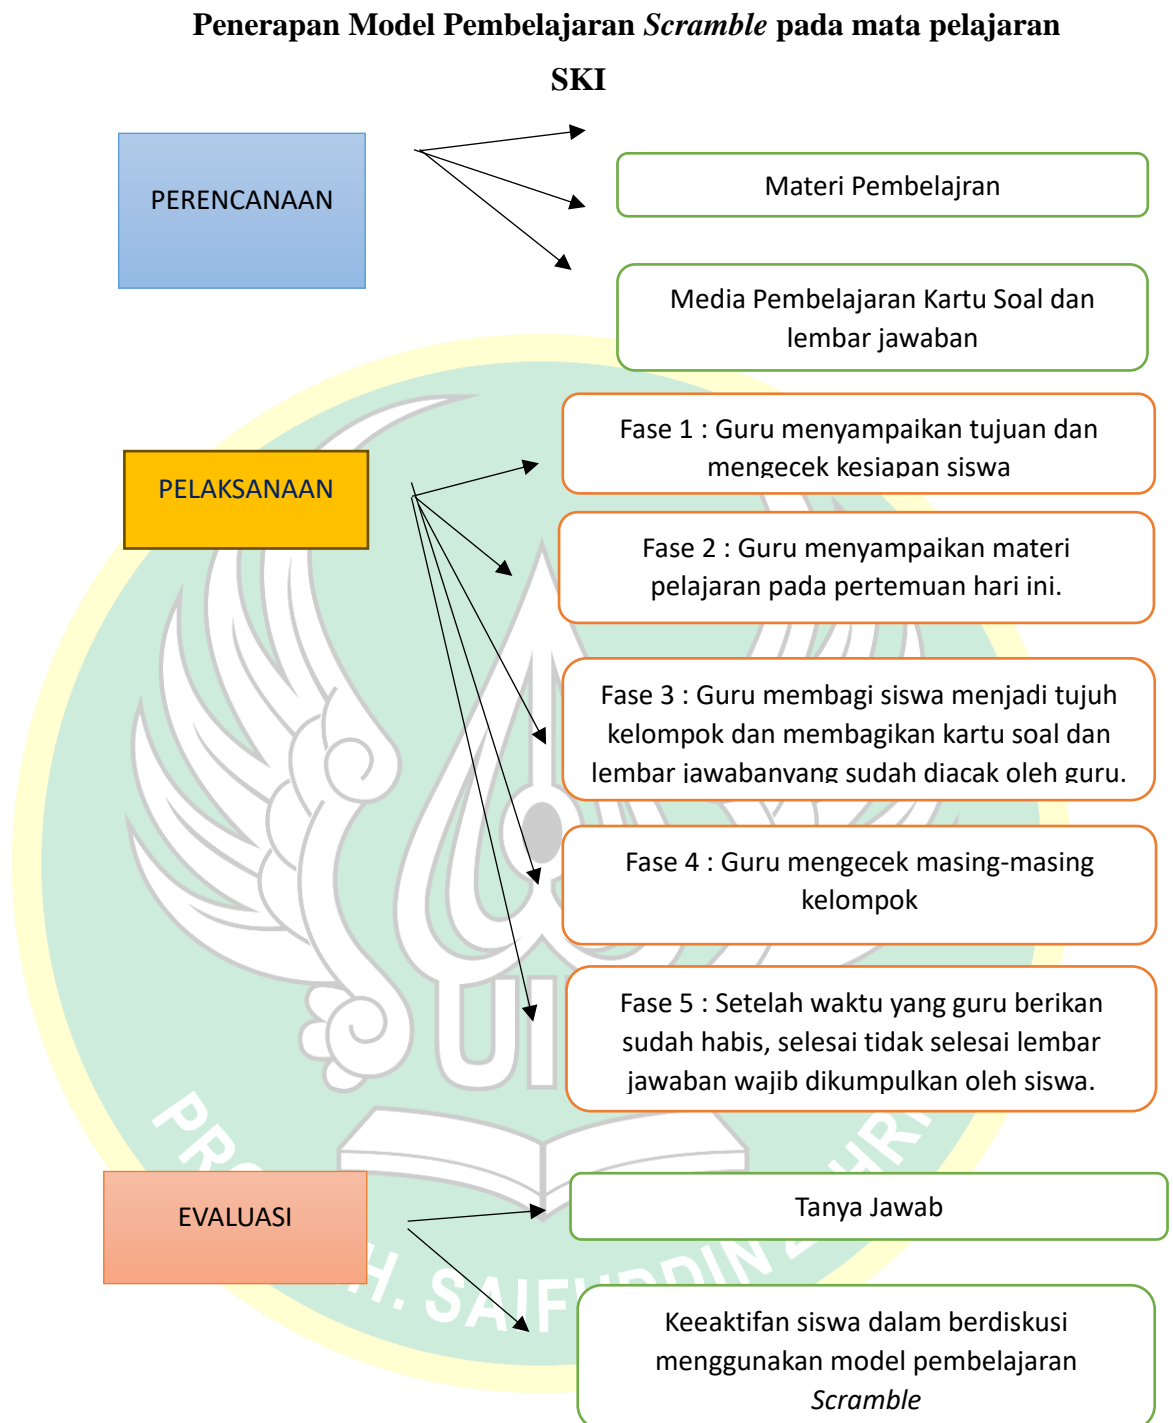 Penerapan Model Pembelajaran Scramble pada mata pelajaran
SKI
PERENCANAAN
Materi Pembelajran
Media Pembelajaran Kartu Soal dan
lembar jawaban
PELAKSANAAN
Fase 1 : Guru menyampaikan tujuan dan
mengecek kesiapan siswa
Fase 2 : Guru menyampaikan materi
pelajaran pada pertemuan hari ini.
Fase 3 : Guru membagi siswa menjadi tujuh
kelompok dan membagikan kartu soal dan
lembar jawabanyang sudah diacak oleh guru.
Fase 4 : Guru mengecek masing-masing
kelompok
Fase 5 : Setelah waktu yang guru berikan
sudah habis, selesai tidak selesai lembar
jawaban wajib dikumpulkan oleh siswa.
EVALUASI
Tanya Jawab
Keeaktifan siswa dalam berdiskusi
menggunakan model pembelajaran
Scramble